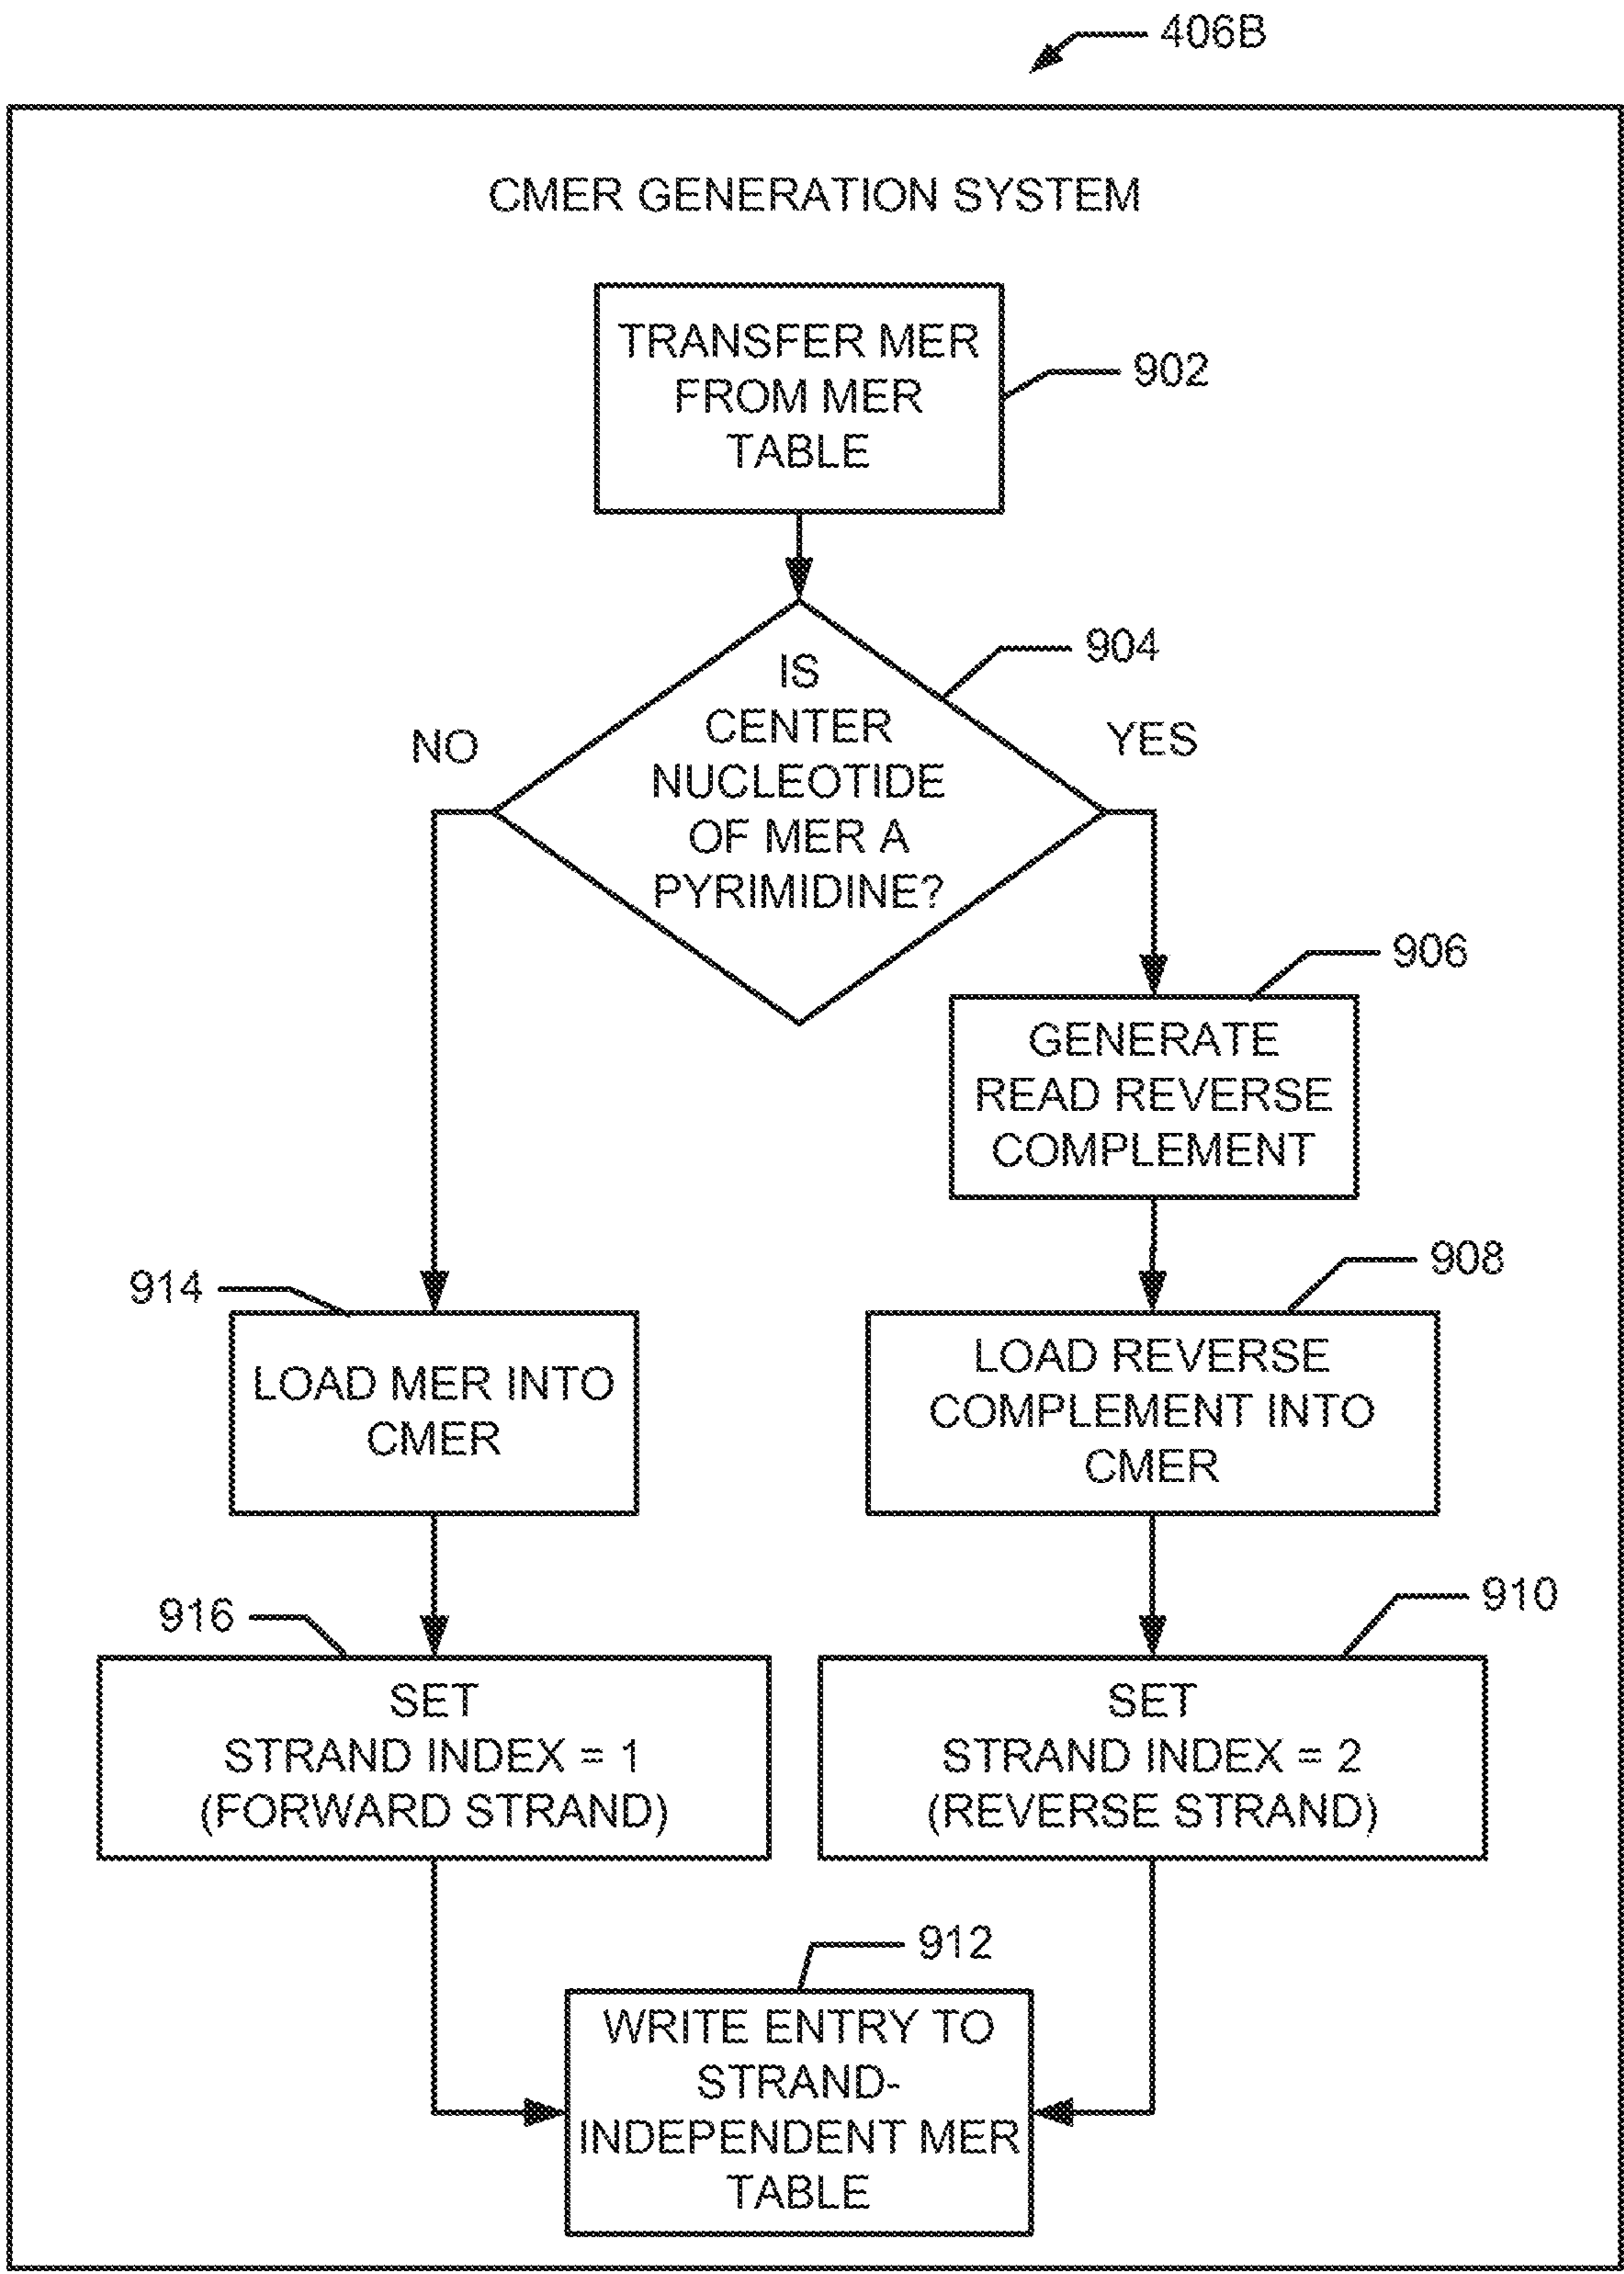 406B
CMER GENERATION SYSTEM
TRANSFER MER
FROM MER
TABLE
902
904
IS
CENTER
NUCLEOTIDE
OF MER A
PYRIMIDINE?
NO
YES
906
GENERATE
READ REVERSE
COMPLEMENT
908
914
LOAD MER INTO
CMER
LOAD REVERSE
COMPLEMENT INTO
CMER
910
916
SET
STRAND INDEX = 1
(FORWARD STRAND)
SET
STRAND INDEX = 2
(REVERSE STRAND)
912
WRITE ENTRY TO
STRAND-
INDEPENDENT MER
TABLE